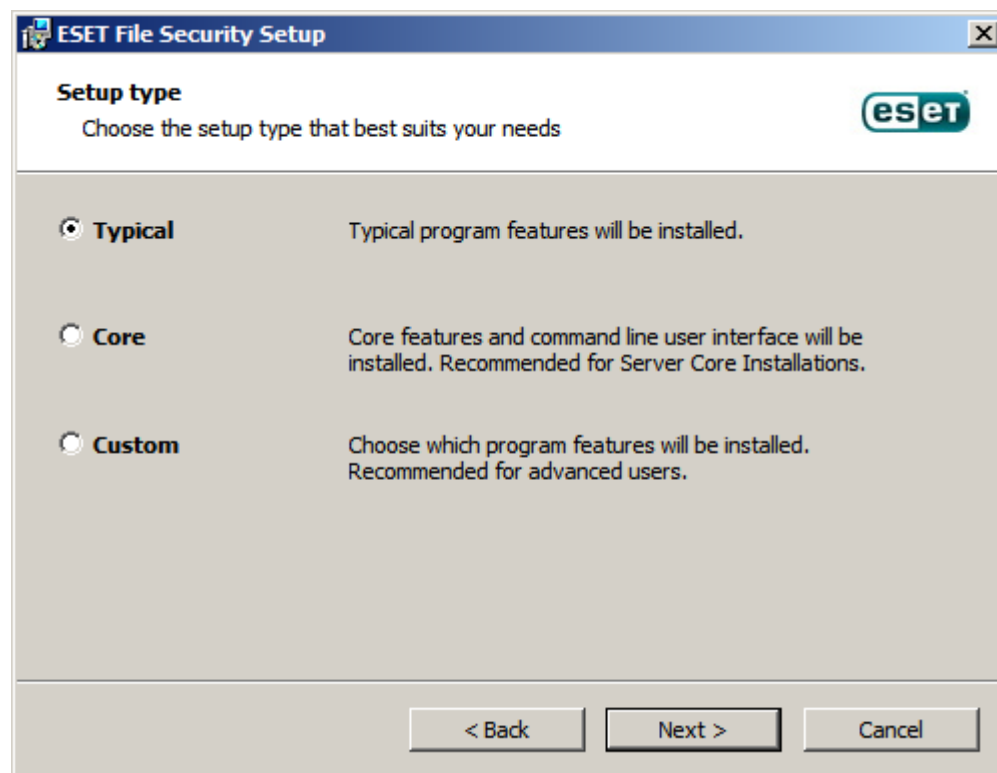 ESET File Security Setup
Setup type
Choose the setup type that best suits your needs
eseT
Typical
Typical program features will be installed.
Core
Core features and command line user interface will be
installed. Recommended for Server Core Installations.
Custom
Choose which program features will be installed.
Recommended for advanced users.
< Back
Next >
Cancel